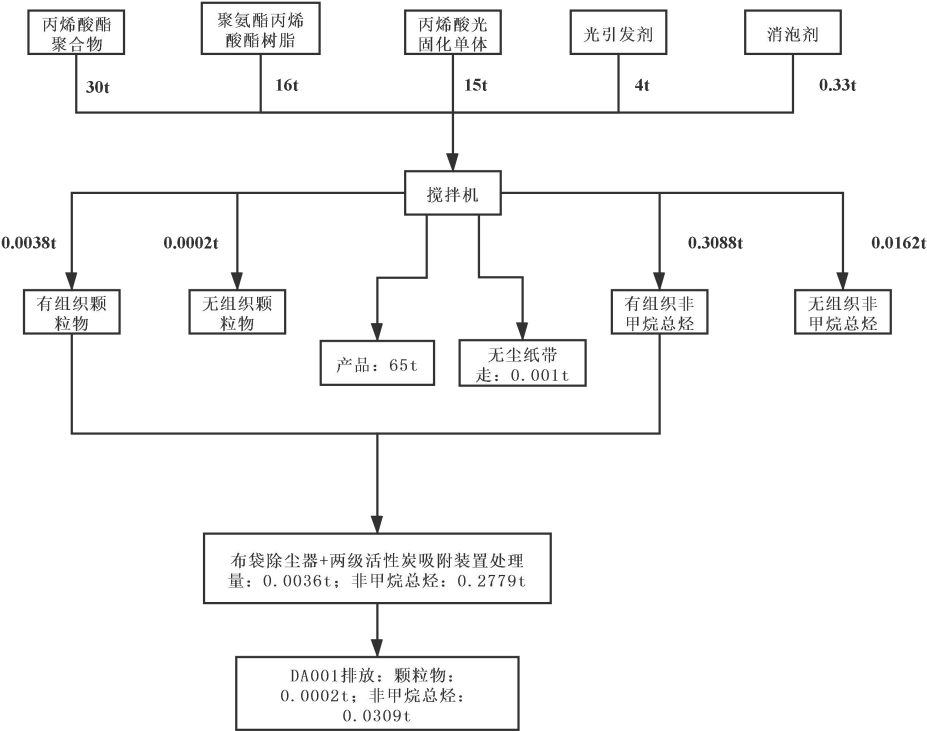 丙烯酸酯
聚合物
聚氨酯丙烯
酸酯树脂
丙烯酸光
固化单体
光引发剂
消泡剂
30t
16t
15t
4t
0.33t
搅拌机
0.0038t
0.0002t
0.3088t
0.0162t
有组织颗
粒物
无组织颗
粒物
有组织非
甲烷总烃
无组织非
甲烷总烃
产品：65t
无尘纸带
走：0.001t
布袋除尘器+两级活性炭吸附装置处理
量：0.0036t；非甲烷总烃：0.2779t
DA001排放：颗粒物：
0.0002t；非甲烷总烃：
0.0309t